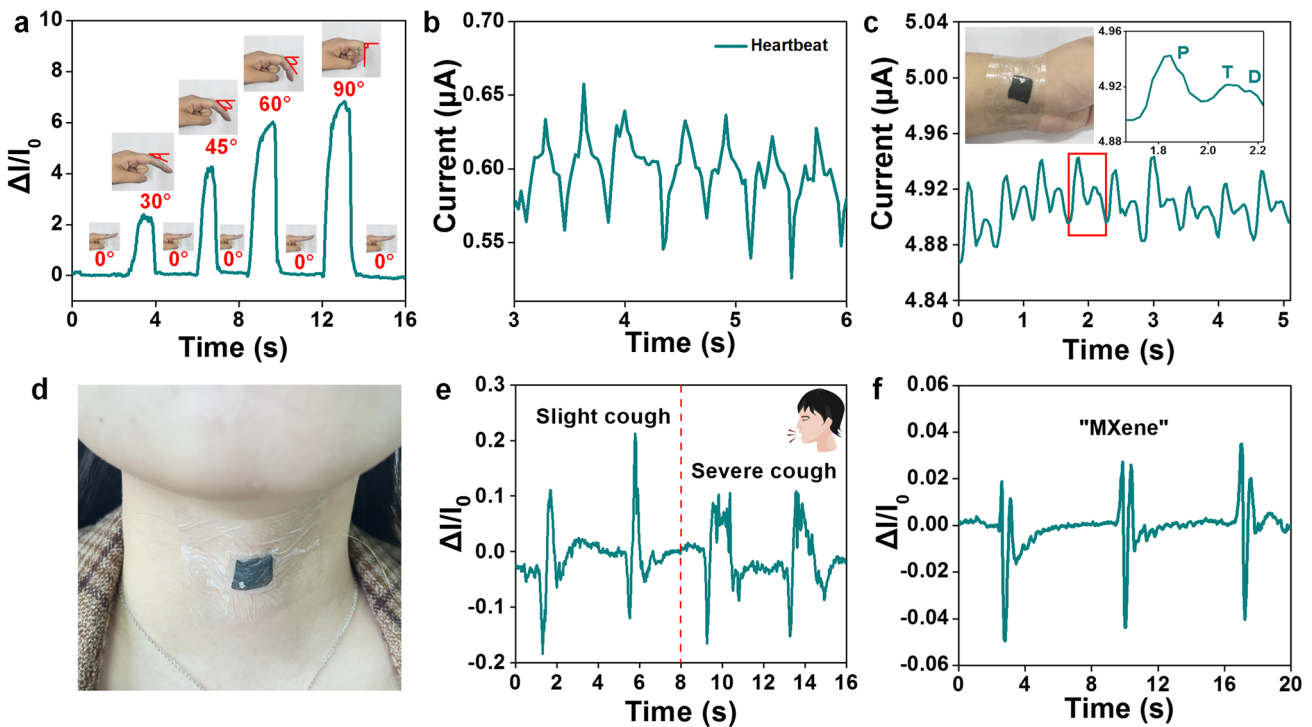 a
10
8
6
4
2
0
ΔI/I₀
0°
30°
0°
45°
0°
60°
0°
90°
0°
0 4 8 12 16
Time (s)
b
0.70
0.65
0.60
0.55
Current (μA)
Heartbeat
3 4 5 6
Time (s)
c
5.04
5.00
4.96
4.92
4.88
4.84
Current (μA)
4.96
4.92
4.88
P
T
D
1.8 2.0 2.2
0 1 2 3 4 5
Time (s)
d
e
0.3
0.2
0.1
0.0
-0.1
-0.2
ΔI/I₀
Slight cough
Severe cough
0 2 4 6 8 10 12 14 16
Time (s)
f
0.06
0.04
0.02
0.00
-0.02
-0.04
-0.06
ΔI/I₀
"MXene"
0 4 8 12 16 20
Time (s)